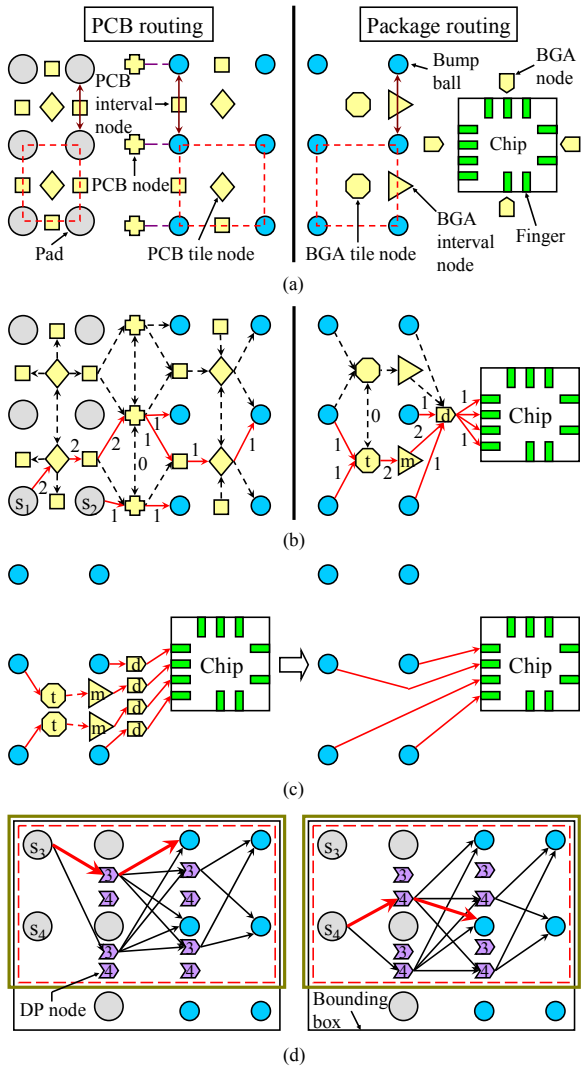 PCB routing
Package routing
PCB
interval
node
PCB node
Pad
PCB tile node
Bump
ball
BGA
node
Chip
BGA
interval
node
BGA tile node
Finger
(a)
2
2
2
1
1
1
1
0
s1
s2
1
1
0
t
2
m
2
1
1
d
1
1
1
1
Chip
(b)
t
t
m
m
d
d
d
d
Chip
Chip
(c)
s3
3
4
3
4
3
4
3
4
DP node
s4
3
4
3
4
3
4
3
4
Bounding
box
(d)